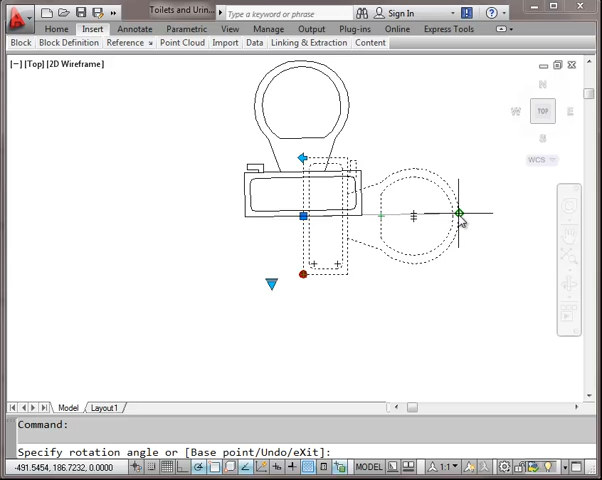 Toilets and Urin...
Type a keyword or phrase
Sign In
Home Insert Annotate Parametric View Manage Output Plug-ins Online Express Tools
Block Block Definition Reference Point Cloud Import Data Linking & Extraction Content
[−] [Top] [2D Wireframe]
N
W TOP E
S
WCS
Model Layout1
Command:
Specify rotation angle or [Base point/Undo/eXit]:
-491.5454, 186.7232, 0.0000 MODEL 1:1